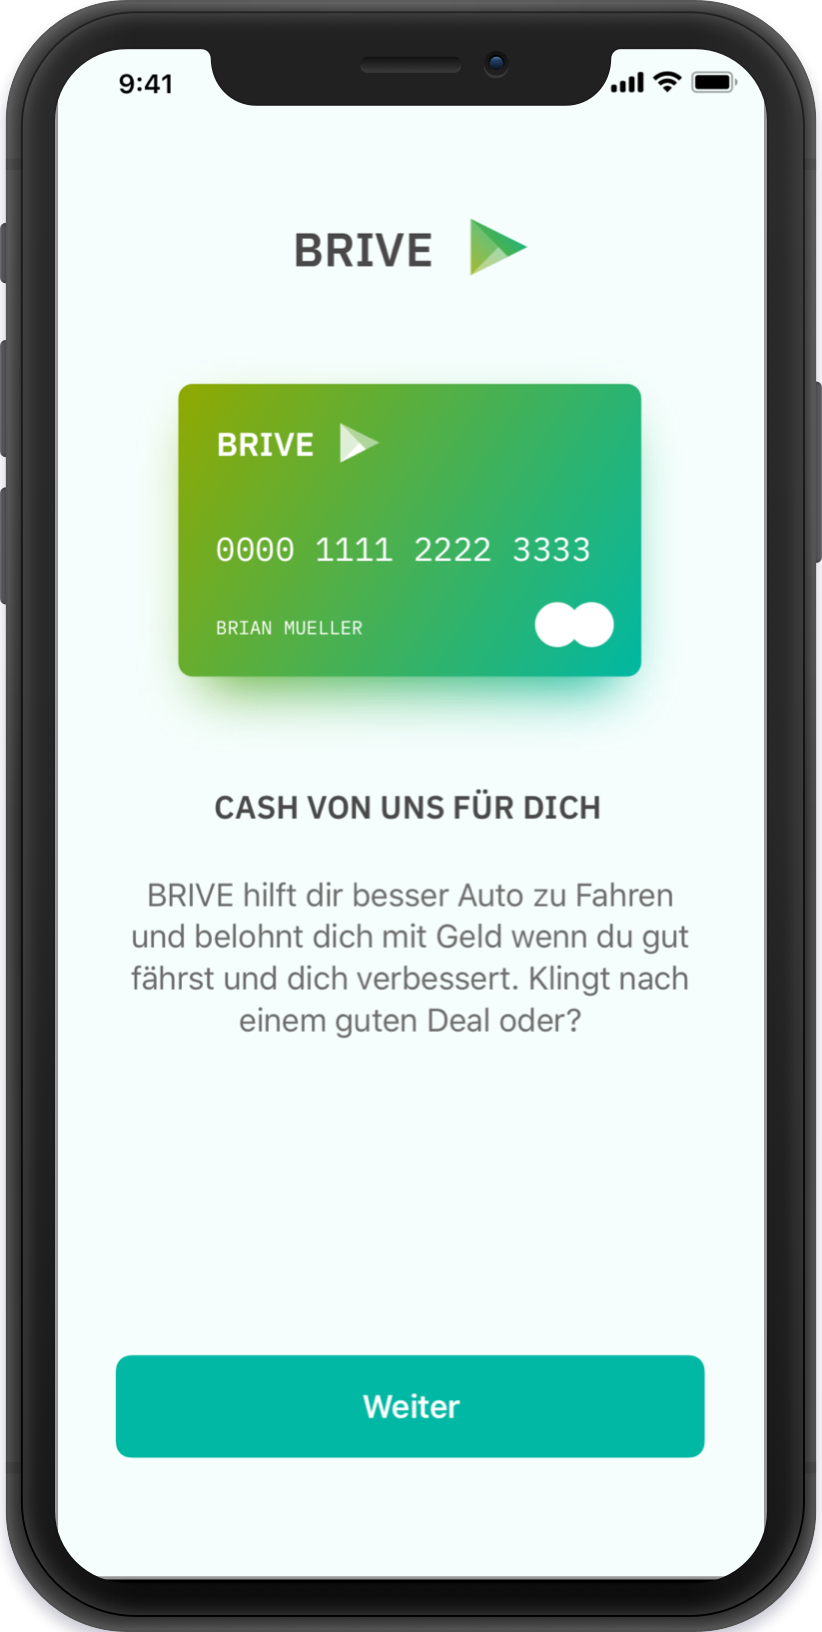 9:41
BRIVE
BRIVE
0000 1111 2222 3333
BRIAN MUELLER
CASH VON UNS FÜR DICH
BRIVE hilft dir besser Auto zu Fahren
und belohnt dich mit Geld wenn du gut
fährst und dich verbessert. Klingt nach
einem guten Deal oder?
Weiter